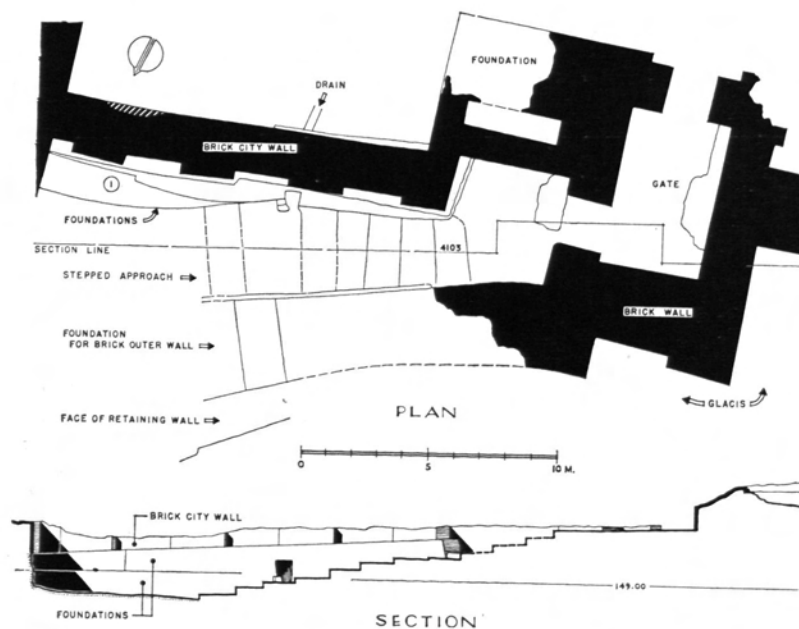 FOUNDATION
DRAIN
BRICK CITY WALL
GATE
1
FOUNDATIONS
SECTION LINE
4103
STEPPED APPROACH
BRICK WALL
FOUNDATION
FOR BRICK OUTER WALL
GLACIS
PLAN
FACE OF RETAINING WALL
0 5 10 M.
BRICK CITY WALL
149.00
FOUNDATIONS
SECTION